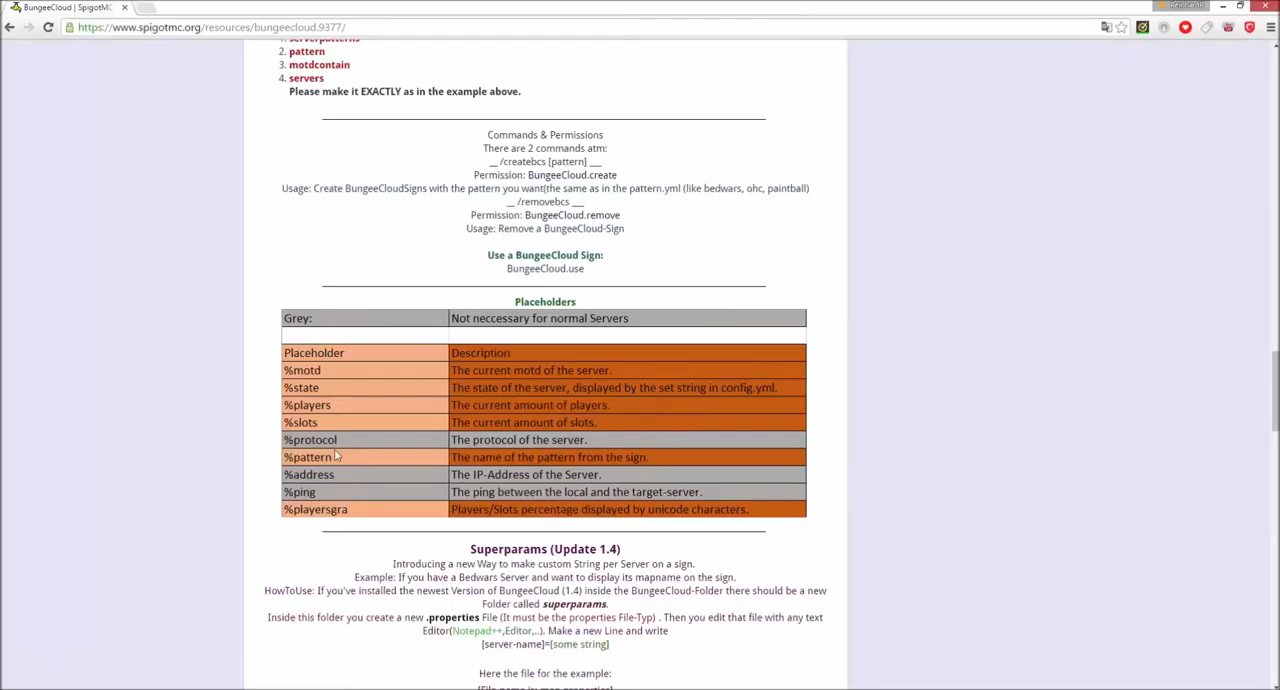 BungeeCloud | SpigotMC
https://www.spigotmc.org/resources/bungeecloud.9377/
1. serverpatterns
2. pattern
3. motdcontain
4. servers
Please make it EXACTLY as in the example above.
Commands & Permissions
There are 2 commands atm:
__ /createbcs [pattern] ___
Permission: BungeeCloud.create
Usage: Create BungeeCloudSigns with the pattern you want(the same as in the pattern.yml (like bedwars, ohc, paintball)
__ /removebcs ___
Permission: BungeeCloud.remove
Usage: Remove a BungeeCloud-Sign
Use a BungeeCloud Sign:
BungeeCloud.use
Placeholders
Grey: Not neccessary for normal Servers
Placeholder Description
%motd The current motd of the server.
%state The state of the server, displayed by the set string in config.yml.
%players The current amount of players.
%slots The current amount of slots.
%protocol The protocol of the server.
%pattern The name of the pattern from the sign.
%address The IP-Address of the Server.
%ping The ping between the local and the target-server.
%playersgra Players/Slots percentage displayed by unicode characters.
Superparams (Update 1.4)
Introducing a new Way to make custom String per Server on a sign.
Example: If you have a Bedwars Server and want to display its mapname on the sign.
HowToUse: If you've installed the newest Version of BungeeCloud (1.4) inside the BungeeCloud-Folder there should be a new
Folder called superparams.
Inside this folder you create a new .properties File (It must be the properties File-Typ) . Then you edit that file with any text
Editor(Notepad++,Editor,..). Make a new Line and write
[server-name]=[some string]
Here the file for the example:
[File name is: map.properties]